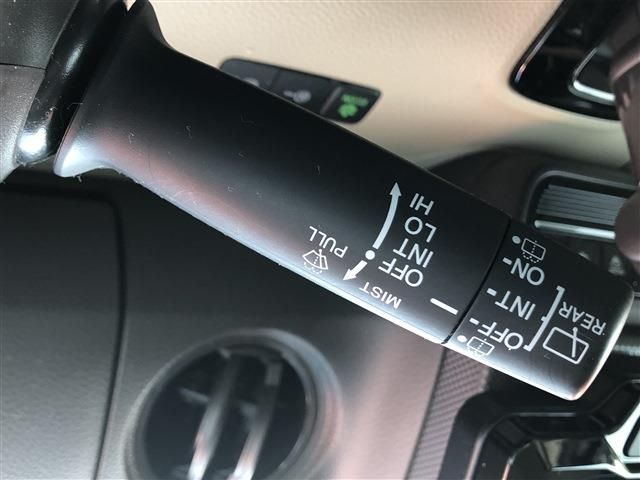 HI
LO
INT
OFF
MIST
PULL
ON
INT
OFF
REAR